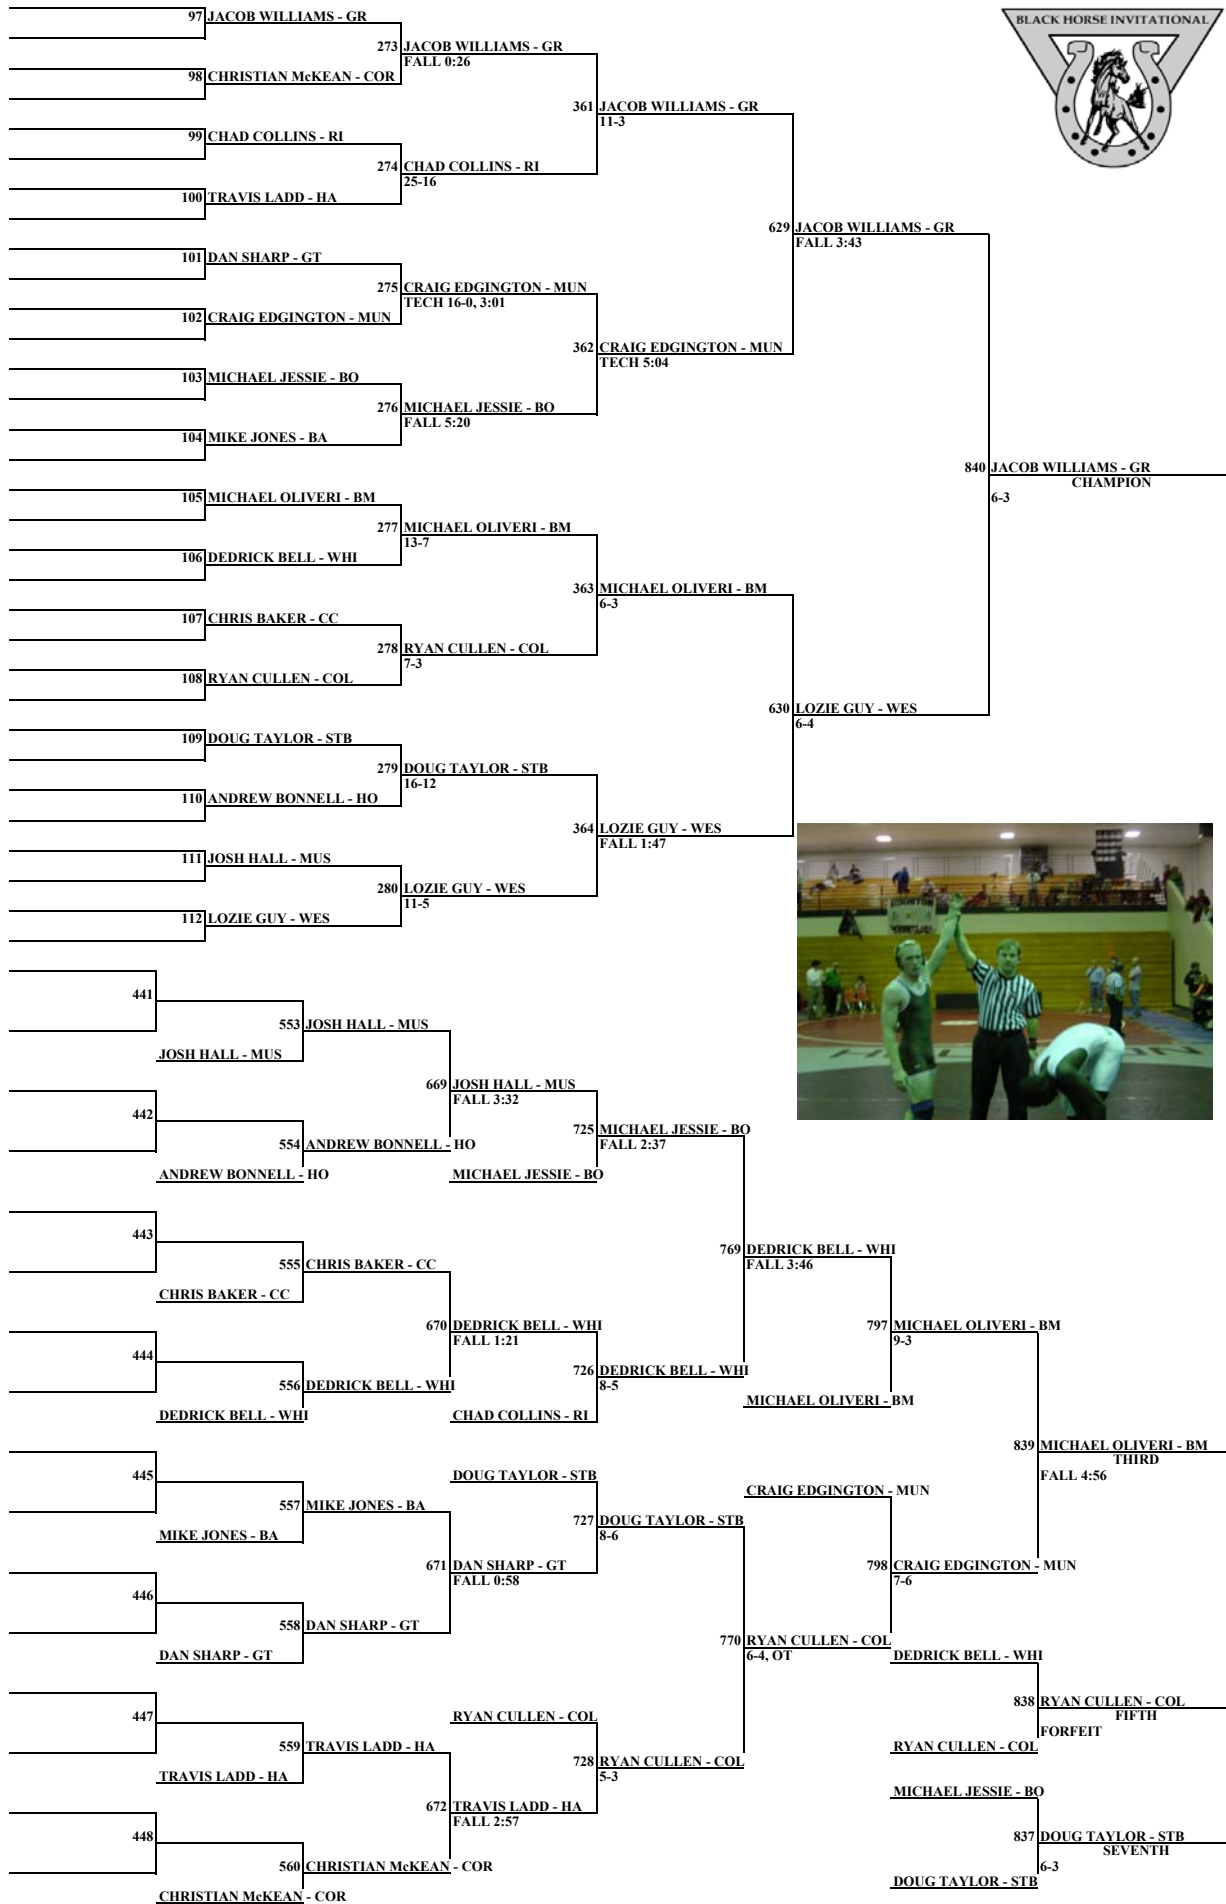 BLACK HORSE INVITATIONAL
97 JACOB WILLIAMS - GR
273 JACOB WILLIAMS - GR
FALL 0:26
98 CHRISTIAN McKEAN - COR
361 JACOB WILLIAMS - GR
11-3
99 CHAD COLLINS - RI
274 CHAD COLLINS - RI
25-16
100 TRAVIS LADD - HA
629 JACOB WILLIAMS - GR
FALL 3:43
101 DAN SHARP - GT
275 CRAIG EDGINGTON - MUN
TECH 16-0, 3:01
102 CRAIG EDGINGTON - MUN
362 CRAIG EDGINGTON - MUN
TECH 5:04
103 MICHAEL JESSIE - BO
276 MICHAEL JESSIE - BO
FALL 5:20
104 MIKE JONES - BA
840 JACOB WILLIAMS - GR
CHAMPION
6-3
105 MICHAEL OLIVERI - BM
277 MICHAEL OLIVERI - BM
13-7
106 DEDRICK BELL - WHI
363 MICHAEL OLIVERI - BM
6-3
107 CHRIS BAKER - CC
278 RYAN CULLEN - COL
7-3
108 RYAN CULLEN - COL
630 LOZIE GUY - WES
6-4
109 DOUG TAYLOR - STB
279 DOUG TAYLOR - STB
16-12
110 ANDREW BONNELL - HO
364 LOZIE GUY - WES
FALL 1:47
111 JOSH HALL - MUS
280 LOZIE GUY - WES
11-5
112 LOZIE GUY - WES
HOUSTON
441
553 JOSH HALL - MUS
JOSH HALL - MUS
669 JOSH HALL - MUS
FALL 3:32
442
554 ANDREW BONNELL - HO
ANDREW BONNELL - HO
725 MICHAEL JESSIE - BO
FALL 2:37
MICHAEL JESSIE - BO
443
555 CHRIS BAKER - CC
CHRIS BAKER - CC
769 DEDRICK BELL - WHI
FALL 3:46
670 DEDRICK BELL - WHI
FALL 1:21
444
556 DEDRICK BELL - WHI
DEDRICK BELL - WHI
726 DEDRICK BELL - WHI
8-5
CHAD COLLINS - RI
797 MICHAEL OLIVERI - BM
9-3
MICHAEL OLIVERI - BM
839 MICHAEL OLIVERI - BM
THIRD
FALL 4:56
445
557 MIKE JONES - BA
MIKE JONES - BA
DOUG TAYLOR - STB
727 DOUG TAYLOR - STB
8-6
CRAIG EDGINGTON - MUN
671 DAN SHARP - GT
FALL 0:58
798 CRAIG EDGINGTON - MUN
7-6
446
558 DAN SHARP - GT
DAN SHARP - GT
770 RYAN CULLEN - COL
6-4, OT
DEDRICK BELL - WHI
838 RYAN CULLEN - COL
FIFTH
FORFEIT
RYAN CULLEN - COL
447
559 TRAVIS LADD - HA
TRAVIS LADD - HA
RYAN CULLEN - COL
728 RYAN CULLEN - COL
5-3
672 TRAVIS LADD - HA
FALL 2:57
448
560 CHRISTIAN McKEAN - COR
CHRISTIAN McKEAN - COR
MICHAEL JESSIE - BO
837 DOUG TAYLOR - STB
SEVENTH
6-3
DOUG TAYLOR - STB